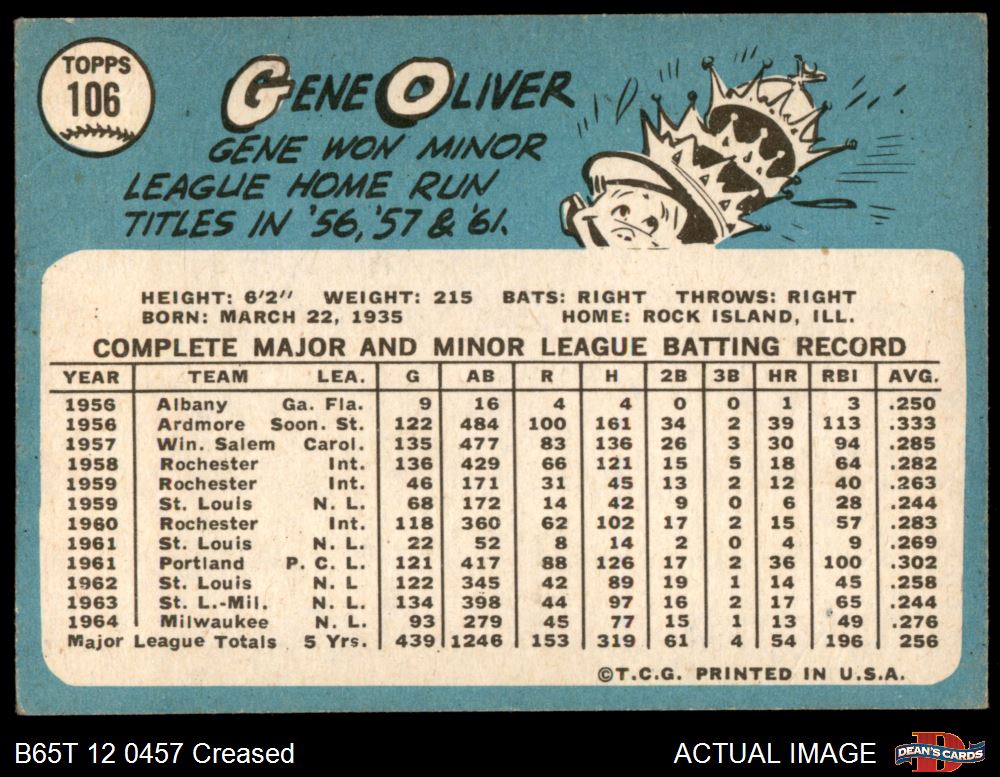 TOPPS
106
GENE OLIVER
GENE WON MINOR
LEAGUE HOME RUN
TITLES IN '56, '57 & '61.
HEIGHT: 6'2" WEIGHT: 215 BATS: RIGHT THROWS: RIGHT
BORN: MARCH 22, 1935 HOME: ROCK ISLAND, ILL.
COMPLETE MAJOR AND MINOR LEAGUE BATTING RECORD
YEAR TEAM LEA. G AB R H 2B 3B HR RBI AVG.
1956 Albany Ga. Fla. 9 16 4 4 0 0 1 3 .250
1956 Ardmore Soon. St. 122 484 100 161 34 2 39 113 .333
1957 Win. Salem Carol. 135 477 83 136 26 3 30 94 .285
1958 Rochester Int. 136 429 66 121 15 5 18 64 .282
1959 Rochester Int. 46 171 31 45 13 2 12 40 .263
1959 St. Louis N. L. 68 172 14 42 9 0 6 28 .244
1960 Rochester Int. 118 360 62 102 17 2 15 57 .283
1961 St. Louis N. L. 22 52 8 14 2 0 4 9 .269
1961 Portland P. C. L. 121 417 88 126 17 2 36 100 .302
1962 St. Louis N. L 122 345 42 89 19 1 14 45 .258
1963 St. L.-Mil. N. L. 134 398 44 97 16 2 17 65 .244
1964 Milwaukee N. L. 93 279 45 77 15 1 13 49 .276
Major League Totals 5 Yrs. 439 1246 153 319 61 4 54 196 256
©T.C.G. PRINTED IN U.S.A.
B65T 12 0457 Creased ACTUAL IMAGE
DEAN'S CARDS